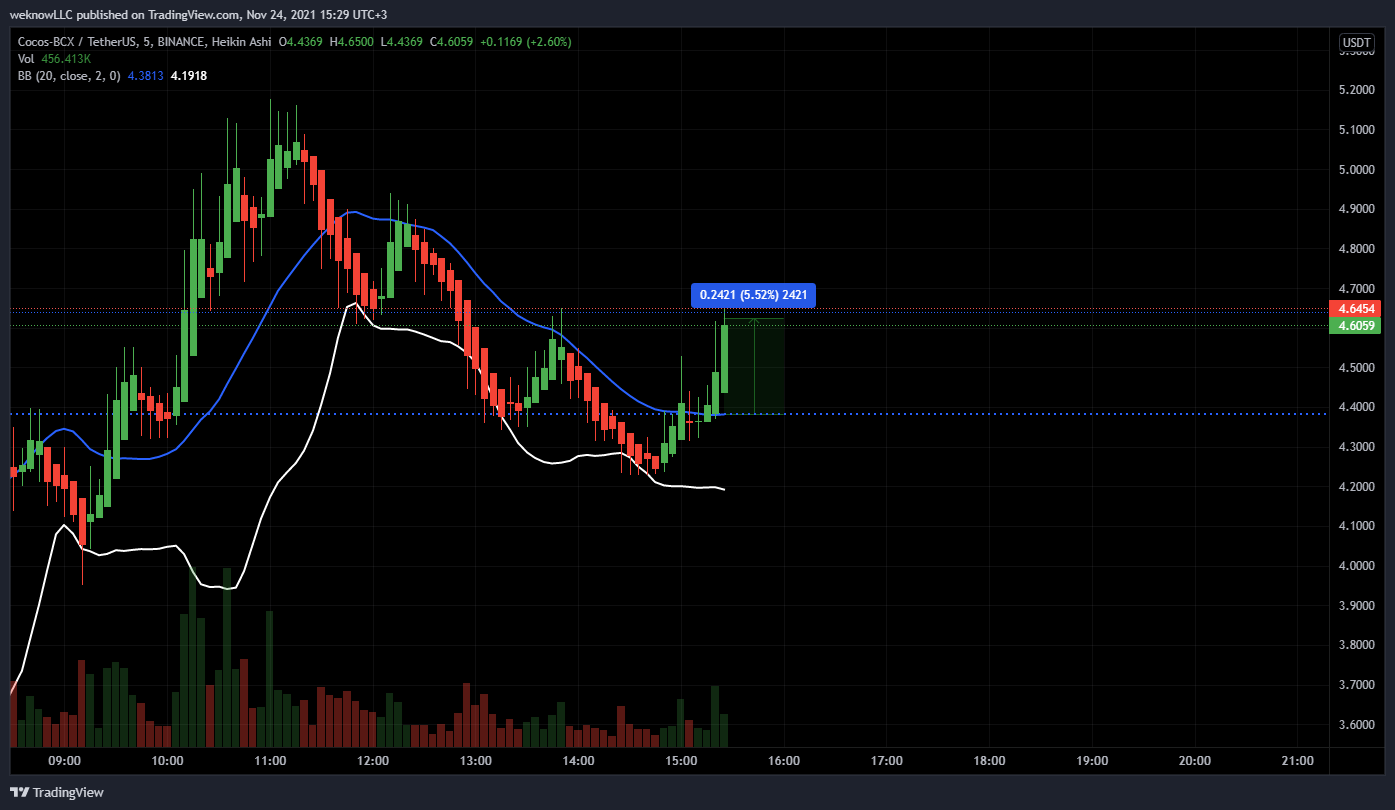 weknowLLC published on TradingView.com, Nov 24, 2021 15:29 UTC+3
Cocos-BCX / TetherUS, 5, BINANCE, Heikin Ashi O4.4369 H4.6500 L4.4369 C4.6059 +0.1169 (+2.60%)
Vol 456.413K
BB (20, close, 2, 0) 4.3813 4.1918
USDT
5.2000
5.1000
5.0000
4.9000
4.8000
4.7000
0.2421 (5.52%) 2421
4.6454
4.6059
4.5000
4.4000
4.3000
4.2000
4.1000
4.0000
3.9000
3.8000
3.7000
3.6000
09:00 10:00 11:00 12:00 13:00 14:00 15:00 16:00 17:00 18:00 19:00 20:00 21:00
TradingView